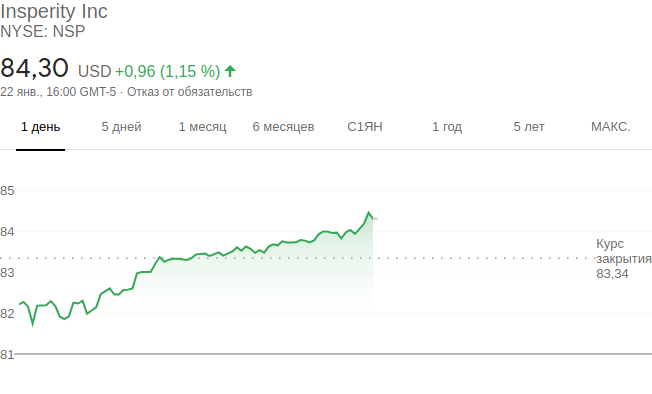 Insperity Inc
NYSE: NSP
84,30 USD +0,96 (1,15 %)
22 янв., 16:00 GMT-5 · Отказ от обязательств
1 день 5 дней 1 месяц 6 месяцев С1ЯН 1 год 5 лет МАКС.
85
84
Курс
закрытия
83,34
83
82
81